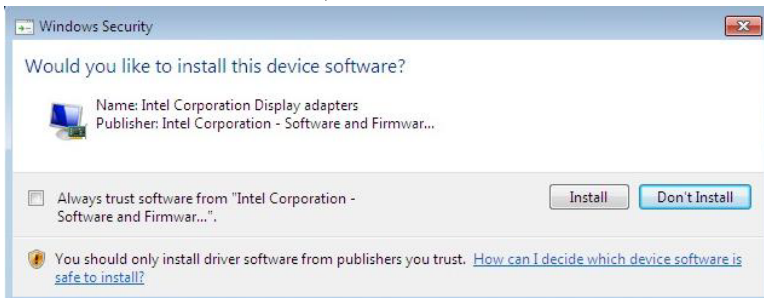 Windows Security
Would you like to install this device software?
Name: Intel Corporation Display adapters
Publisher: Intel Corporation - Software and Firmwar...
Always trust software from "Intel Corporation -
Software and Firmwar...".
Install
Don't Install
You should only install driver software from publishers you trust. How can I decide which device software is
safe to install?